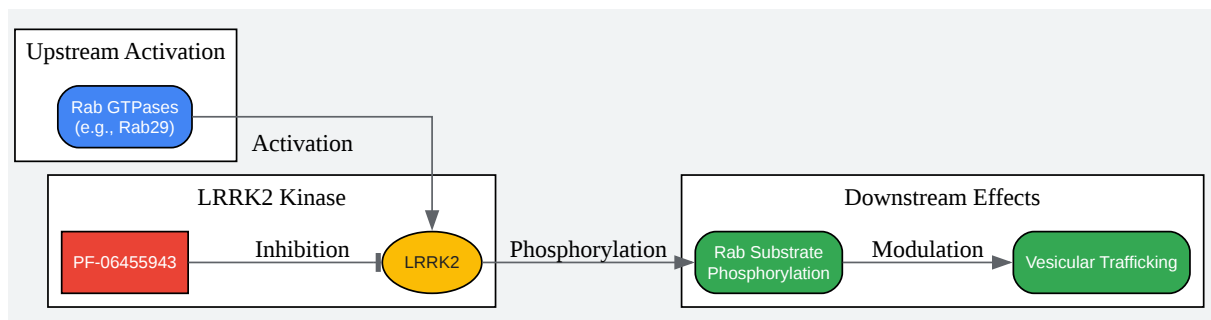 Upstream Activation
Rab GTPases
(e.g., Rab29)
Activation
LRRK2 Kinase
PF-06455943
Inhibition
LRRK2
Phosphorylation
Downstream Effects
Rab Substrate
Phosphorylation
Modulation
Vesicular Trafficking